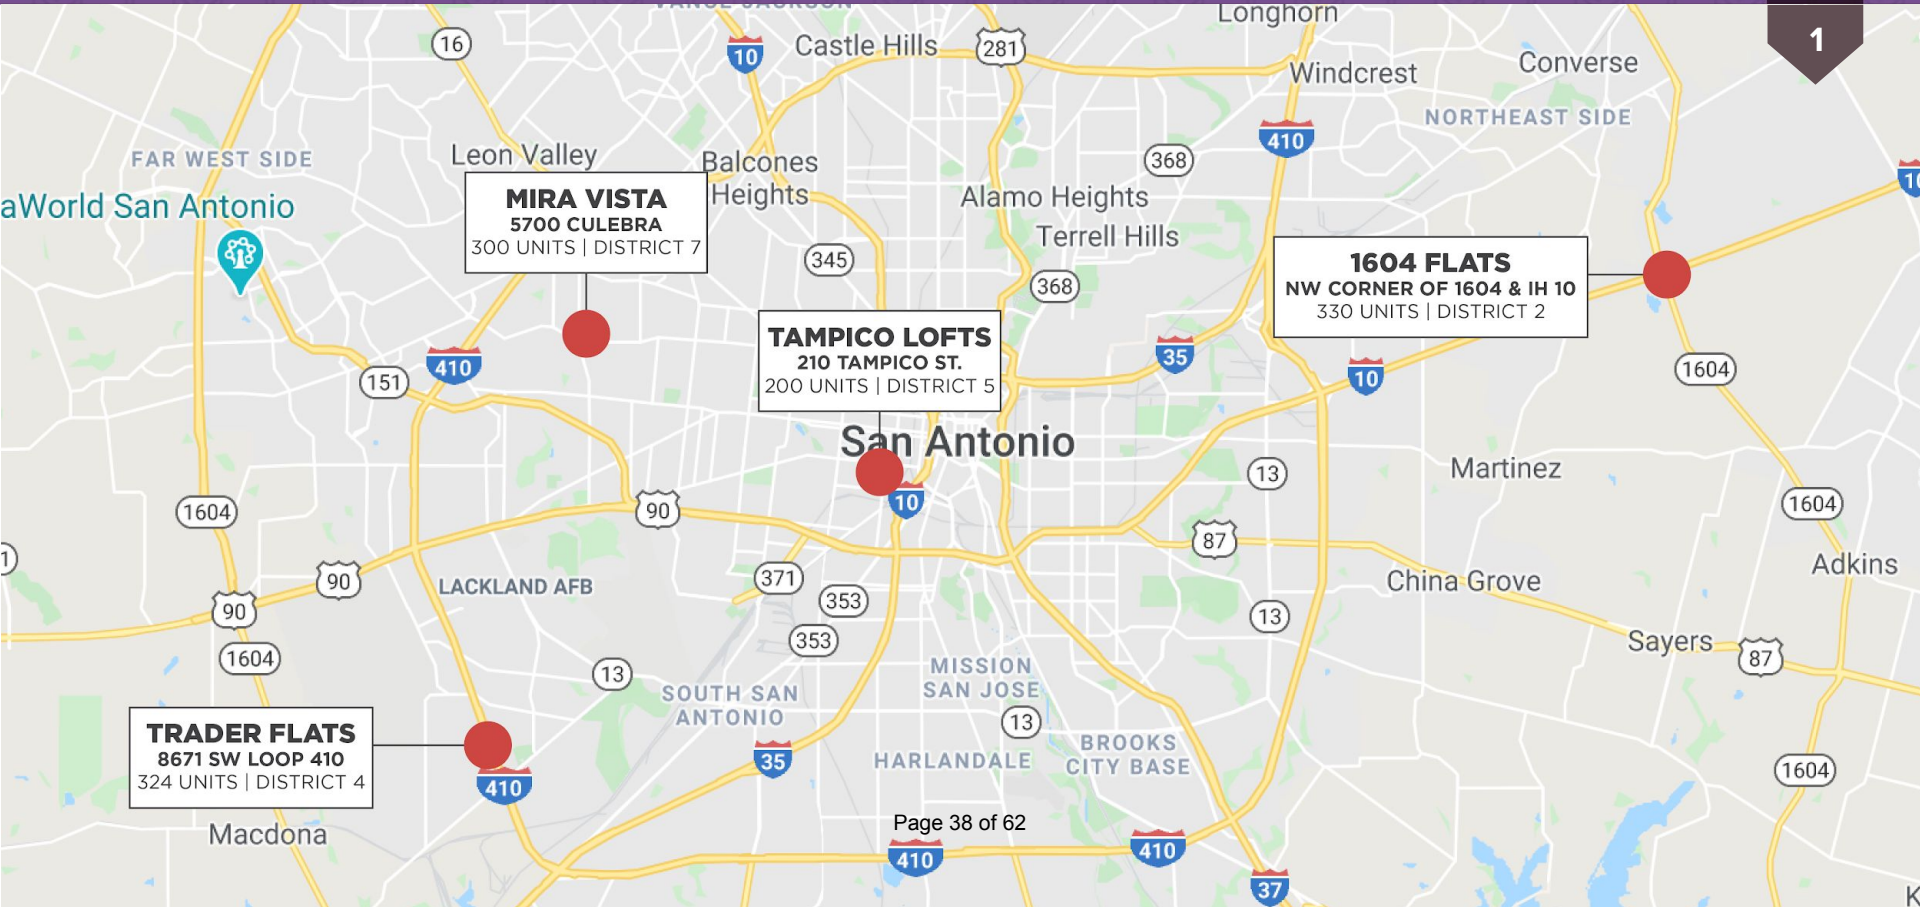 VANCE JACKSON
Longhorn
1
16
10
Castle Hills
281
Windcrest
Converse
NORTHEAST SIDE
410
FAR WEST SIDE
Leon Valley
Balcones
Heights
368
10
aWorld San Antonio
MIRA VISTA
5700 CULEBRA
300 UNITS | DISTRICT 7
Alamo Heights
Terrell Hills
345
368
1604 FLATS
NW CORNER OF 1604 & IH 10
330 UNITS | DISTRICT 2
TAMPICO LOFTS
210 TAMPICO ST.
200 UNITS | DISTRICT 5
410
151
35
10
1604
San Antonio
13
Martinez
1604
90
10
1604
87
1
90
90
LACKLAND AFB
371
353
353
China Grove
Adkins
13
1604
13
Sayers
87
SOUTH SAN
ANTONIO
MISSION
SAN JOSE
13
TRADER FLATS
8671 SW LOOP 410
324 UNITS | DISTRICT 4
410
35
HARLANDALE
BROOKS
CITY BASE
1604
Macdona
Page 38 of 62
410
410
37
K